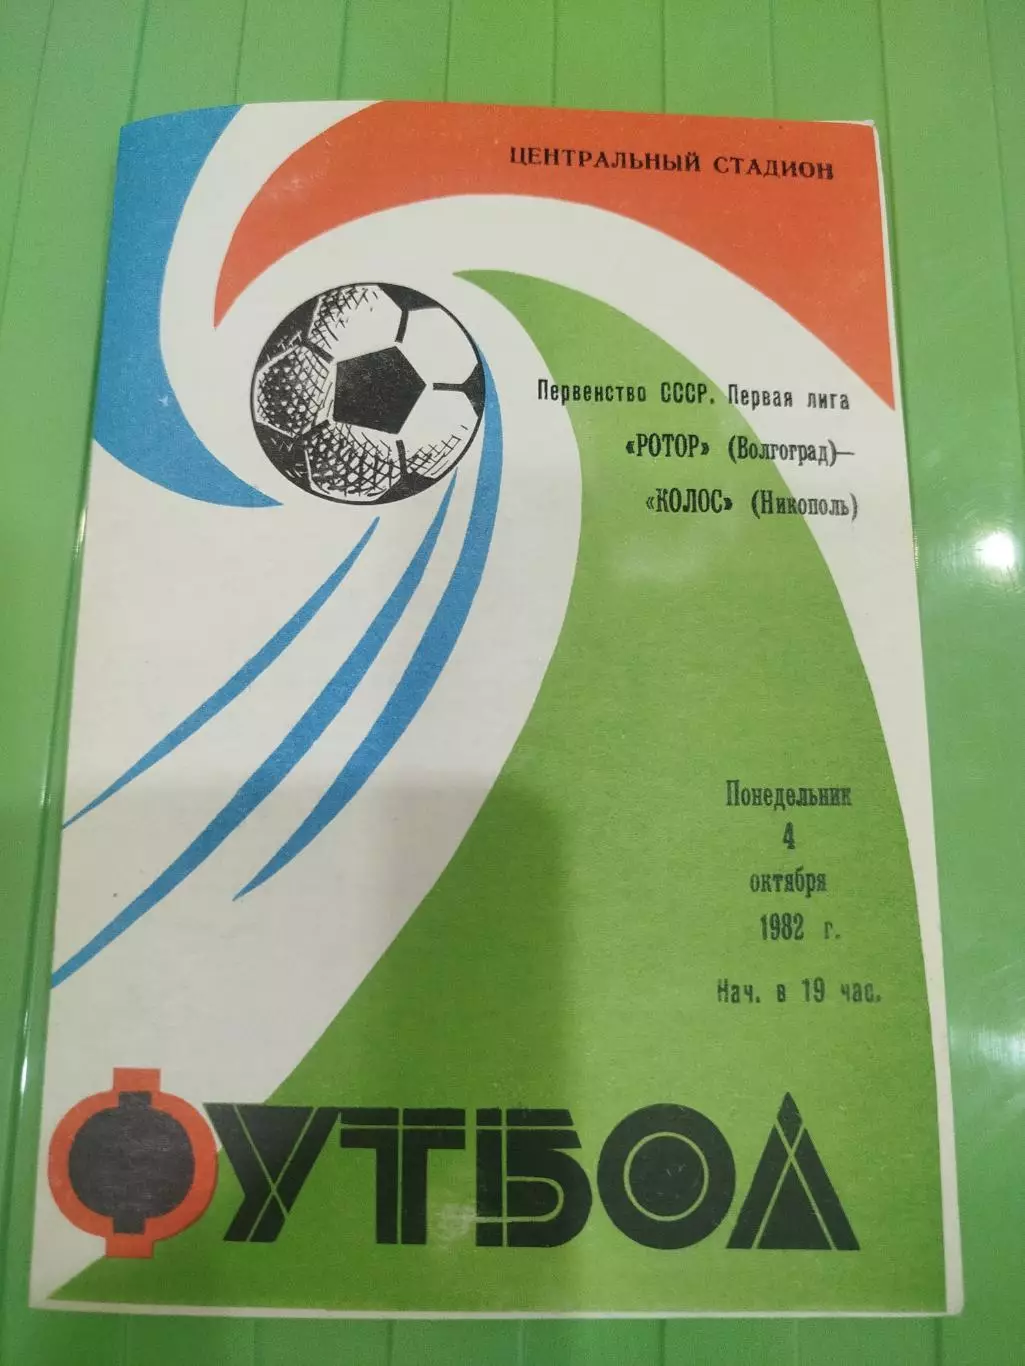 ЦЕНТРАЛЬНЫЙ СТАДИОН
Первенство СССР. Первая лига
«РОТОР» (Волгоград)—
«КОЛОС» (Никополь)
Понедельник
4
октября
1982 г.
Нач. в 19 час.
ФУТБОЛ